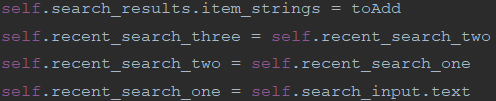 self.search_results.item_strings = toAdd
self.recent_search_three = self.recent_search_two
self.recent_search_two = self.recent_search_one
self.recent_search_one = self.search_input.text